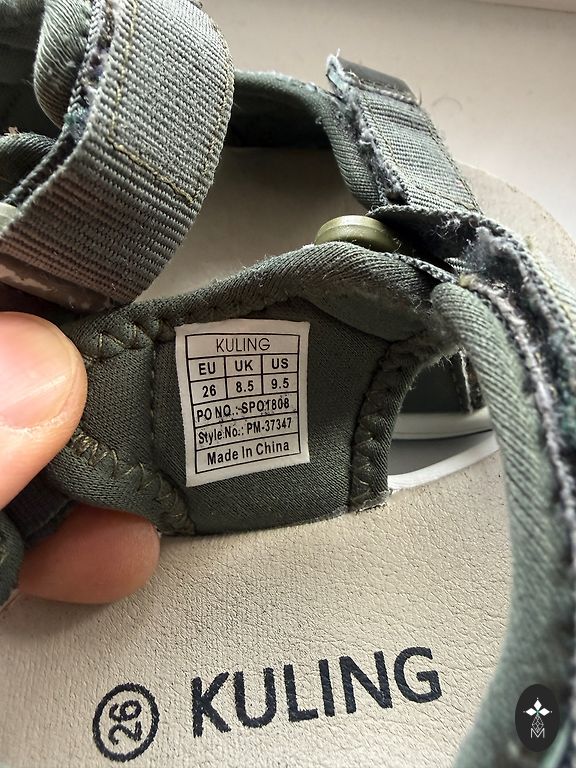 KULING
EU UK US
26 8.5 9.5
PO NO.: SPO1808
Style No.: PM-37347
Made In China
26 KULING
M